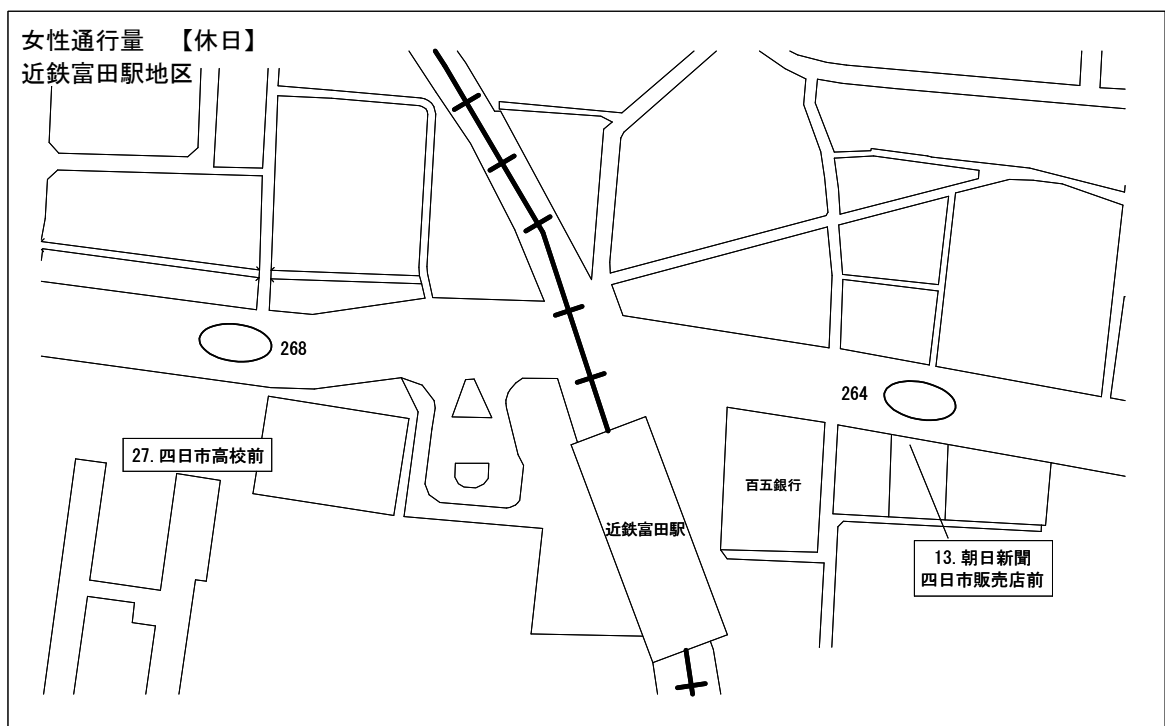 女性通行量　【休日】
近鉄富田駅地区
268
264
27. 四日市高校前
百五銀行
近鉄富田駅
13. 朝日新聞
四日市販売店前